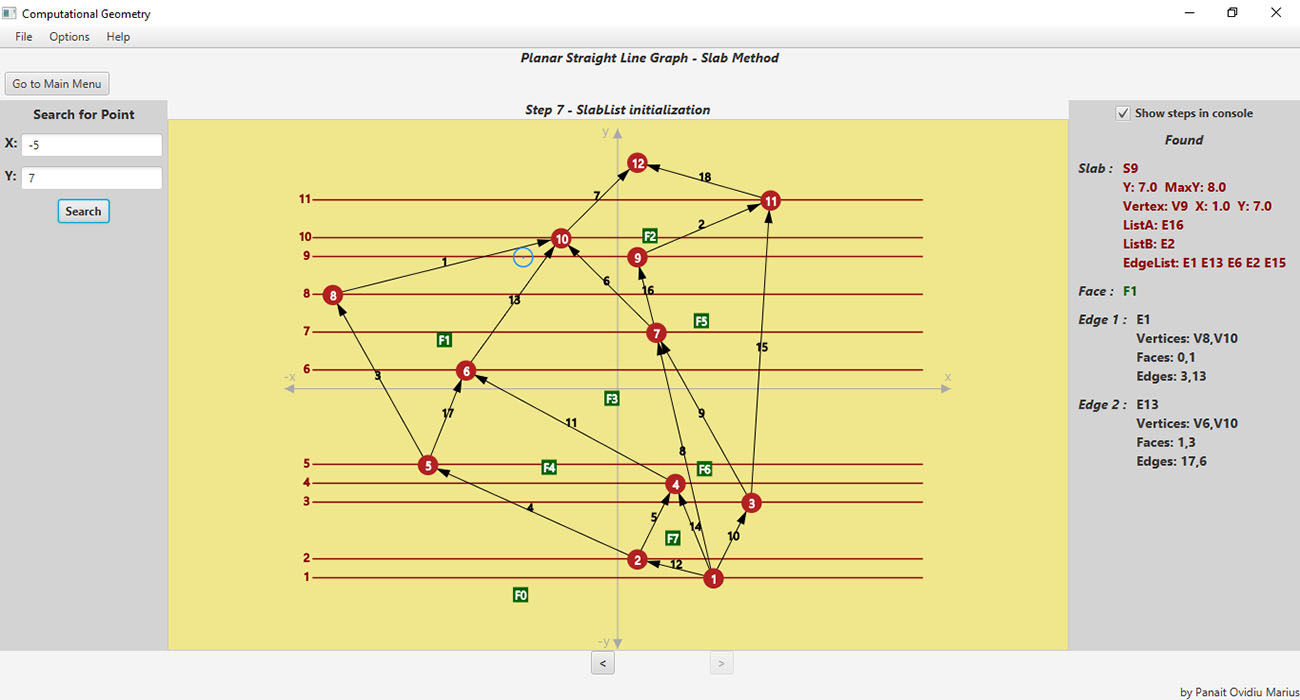 Computational Geometry
File Options Help
Planar Straight Line Graph - Slab Method
Go to Main Menu
Search for Point
X: -5
Y: 7
Search
Step 7 - SlabList initialization
y
12
18
7
11
11
2
10
10
F2
9
9
1
6
16
8
8
13
7
7
F5
F1
15
6
6
3
-x
x
F3
17
9
11
8
5
5
F4
F6
4
4
3
3
4
5
14
10
F7
2
2
12
1
1
F0
-y
< >
Show steps in console
Found
Slab : S9
Y: 7.0 MaxY: 8.0
Vertex: V9 X: 1.0 Y: 7.0
ListA: E16
ListB: E2
EdgeList: E1 E13 E6 E2 E15
Face : F1
Edge 1 : E1
Vertices: V8,V10
Faces: 0,1
Edges: 3,13
Edge 2 : E13
Vertices: V6,V10
Faces: 1,3
Edges: 17,6
by Panait Ovidiu Marius